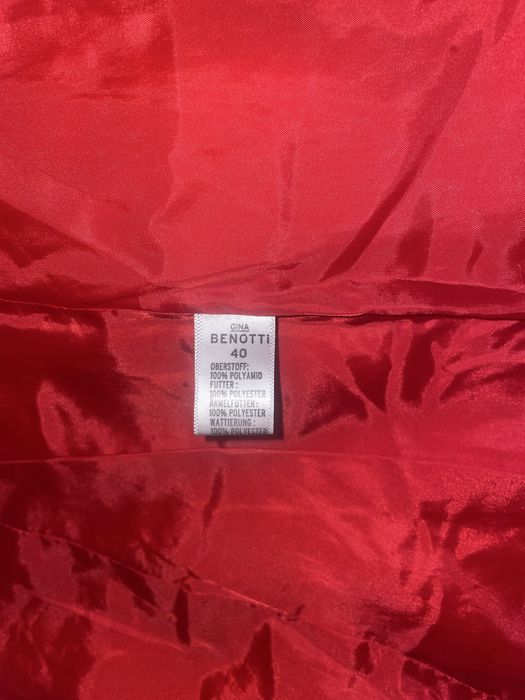 GINA
BENOTTI
40
OBERSTOFF:
100% POLYAMID
FUTTER:
100% POLYESTER
ÄRMELFUTTER:
100% POLYESTER
WATTIERUNG:
100% POLYESTER